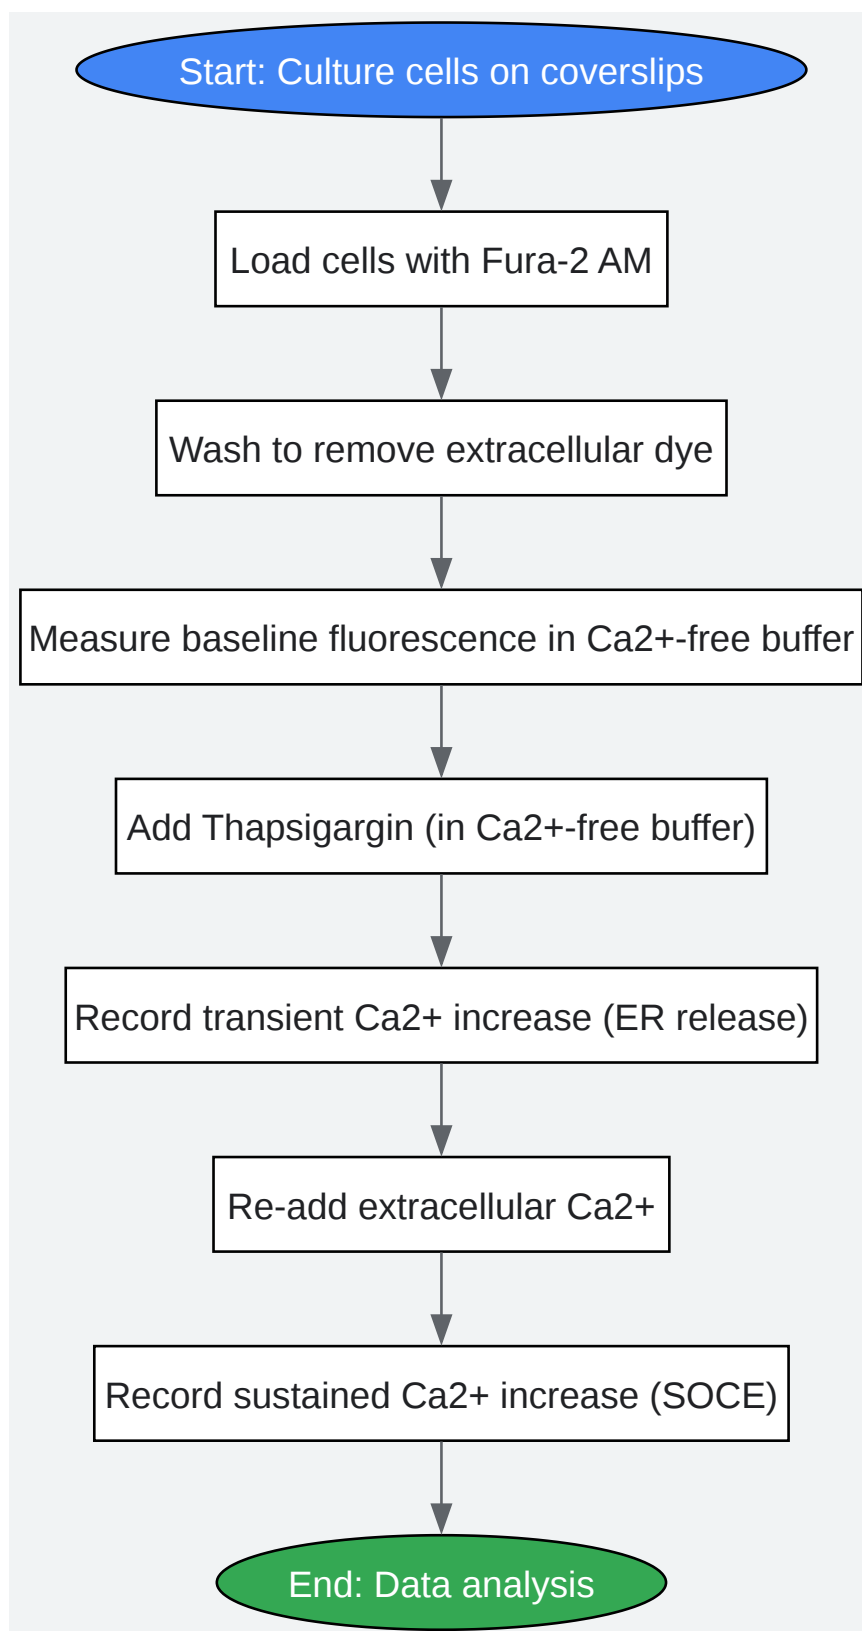 Start: Culture cells on coverslips
Load cells with Fura-2 AM
Wash to remove extracellular dye
Measure baseline fluorescence in Ca2+-free buffer
Add Thapsigargin (in Ca2+-free buffer)
Record transient Ca2+ increase (ER release)
Re-add extracellular Ca2+
Record sustained Ca2+ increase (SOCE)
End: Data analysis